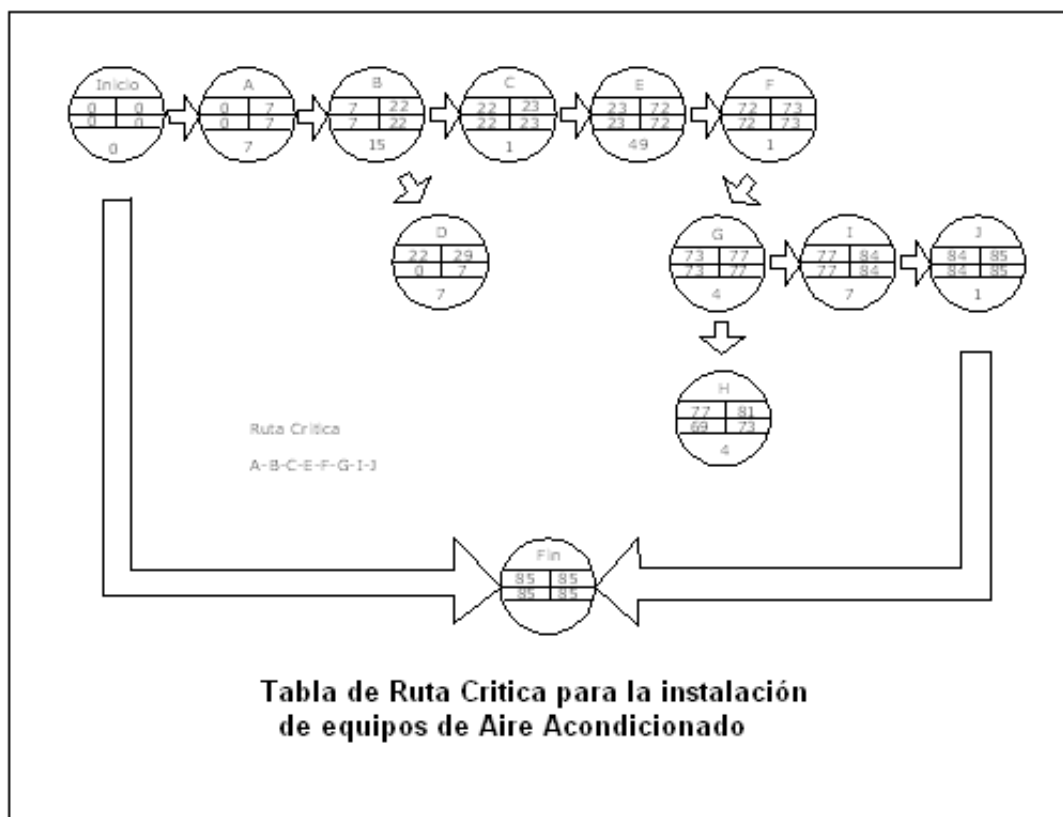 Inicio
0 0
0 0
0
A
0 7
0 7
7
B
7 22
7 22
15
C
22 23
22 23
1
E
23 72
23 72
49
F
72 73
72 73
1
D
22 29
0 7
7
G
73 77
73 77
4
I
77 84
77 84
7
J
84 85
84 85
1
H
77 81
69 73
4
Ruta Critica
A-B-C-E-F-G-I-J
Fin
85 85
85 85
Tabla de Ruta Critica para la instalación
de equipos de Aire Acondicionado